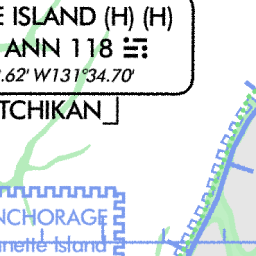 E ISLAND (H) (H)
ANN 118
.62' W131°34.70'
TCHIKAN
NCHORAGE
nette Island